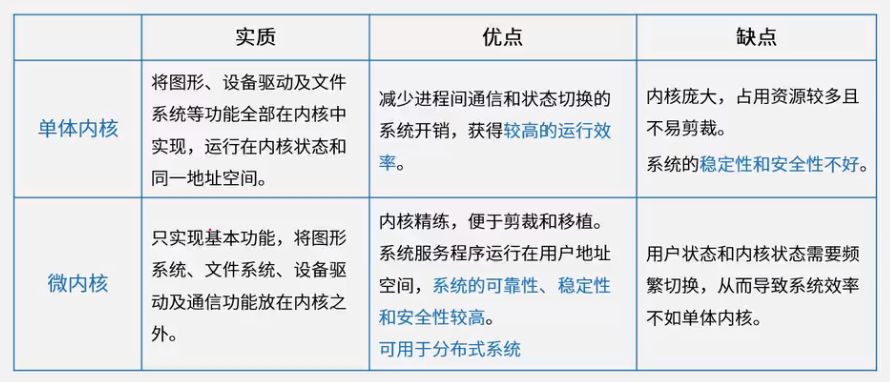 实质
优点
缺点
单体内核
将图形、设备驱动及文件
系统等功能全部在内核中
实现，运行在内核状态和
同一地址空间。
减少进程间通信和状态切换的
系统开销，获得较高的运行效
率。
内核庞大，占用资源较多且
不易剪裁。
系统的稳定性和安全性不好。
微内核
只实现基本功能，将图形
系统、文件系统、设备驱
动及通信功能放在内核之
外。
内核精练，便于剪裁和移植。
系统服务程序运行在用户地址
空间，系统的可靠性、稳定性
和安全性较高。
可用于分布式系统
用户状态和内核状态需要频
繁切换，从而导致系统效率
不如单体内核。